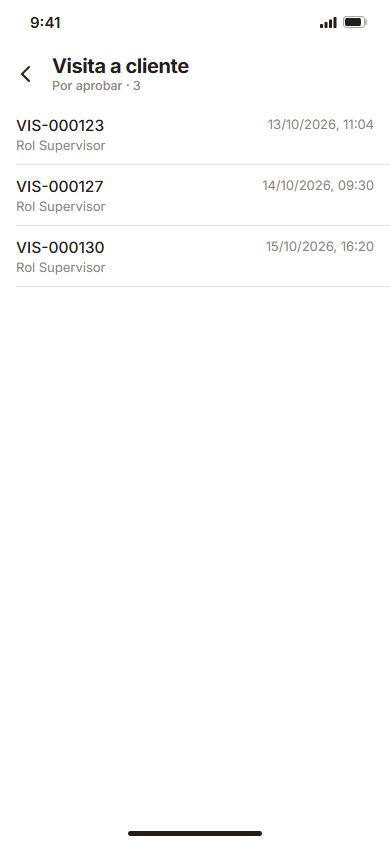 9:41
Visita a cliente
Por aprobar · 3
VIS-000123 13/10/2026, 11:04
Rol Supervisor
VIS-000127 14/10/2026, 09:30
Rol Supervisor
VIS-000130 15/10/2026, 16:20
Rol Supervisor